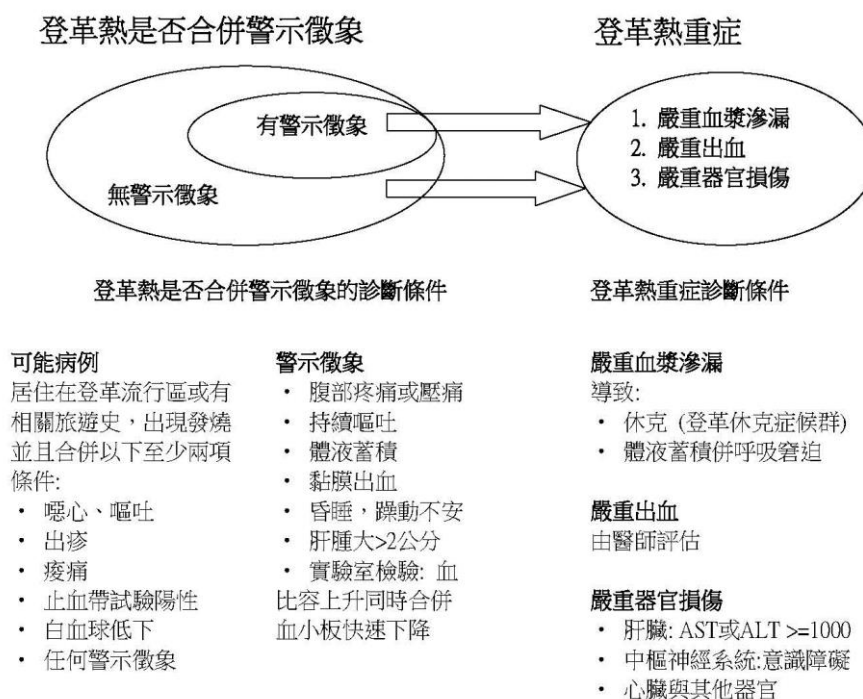 登革熱是否合併警示徵象
登革熱重症
有警示徵象
無警示徵象
1. 嚴重血漿滲漏
2. 嚴重出血
3. 嚴重器官損傷
登革熱是否合併警示徵象的診斷條件
登革熱重症診斷條件
可能病例
居住在登革流行區或有
相關旅遊史，出現發燒
並且合併以下至少兩項
條件:
• 噁心、嘔吐
• 出疹
• 痠痛
• 止血帶試驗陽性
• 白血球低下
• 任何警示徵象
警示徵象
• 腹部疼痛或壓痛
• 持續嘔吐
• 體液蓄積
• 黏膜出血
• 昏睡，躁動不安
• 肝腫大>2公分
• 實驗室檢驗: 血
比容上升同時合併
血小板快速下降
嚴重血漿滲漏
導致:
• 休克 (登革休克症候群)
• 體液蓄積併呼吸窘迫
嚴重出血
由醫師評估
嚴重器官損傷
• 肝臟: AST或ALT >=1000
• 中樞神經系統:意識障礙
• 心臟與其他器官